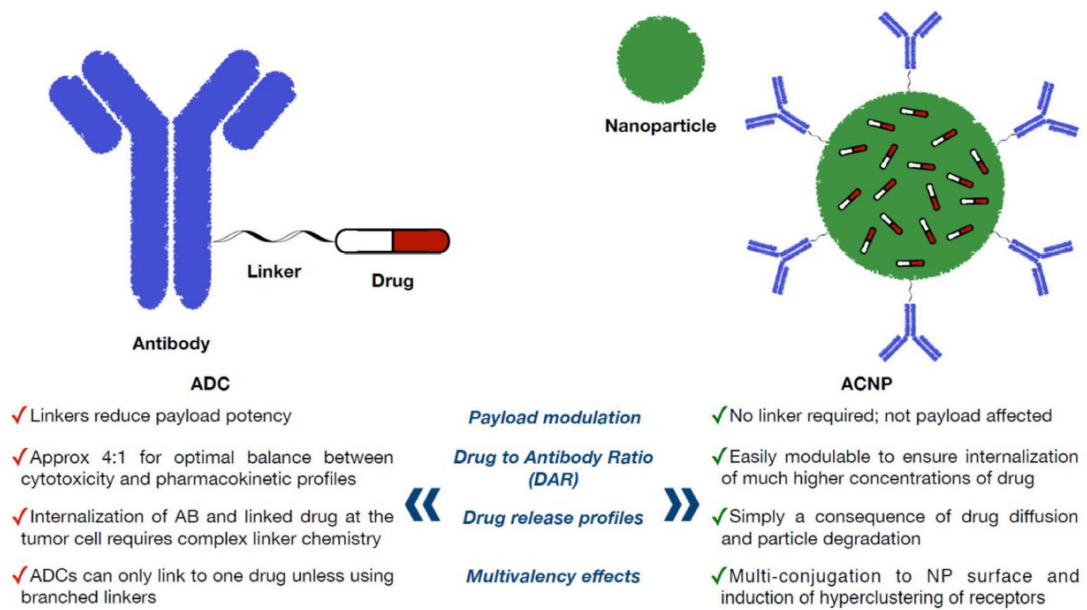 Nanoparticle
Linker
Drug
Antibody
ADC
ACNP
✓Linkers reduce payload potency
Payload modulation
✓No linker required; not payload affected
✓Approx 4:1 for optimal balance between
cytotoxicity and pharmacokinetic profiles
Drug to Antibody Ratio
(DAR)
✓Easily modulable to ensure internalization
of much higher concentrations of drug
✓Internalization of AB and linked drug at the
tumor cell requires complex linker chemistry
Drug release profiles
✓Simply a consequence of drug diffusion
and particle degradation
✓ADCs can only link to one drug unless using
branched linkers
Multivalency effects
✓Multi-conjugation to NP surface and
induction of hyperclustering of receptors